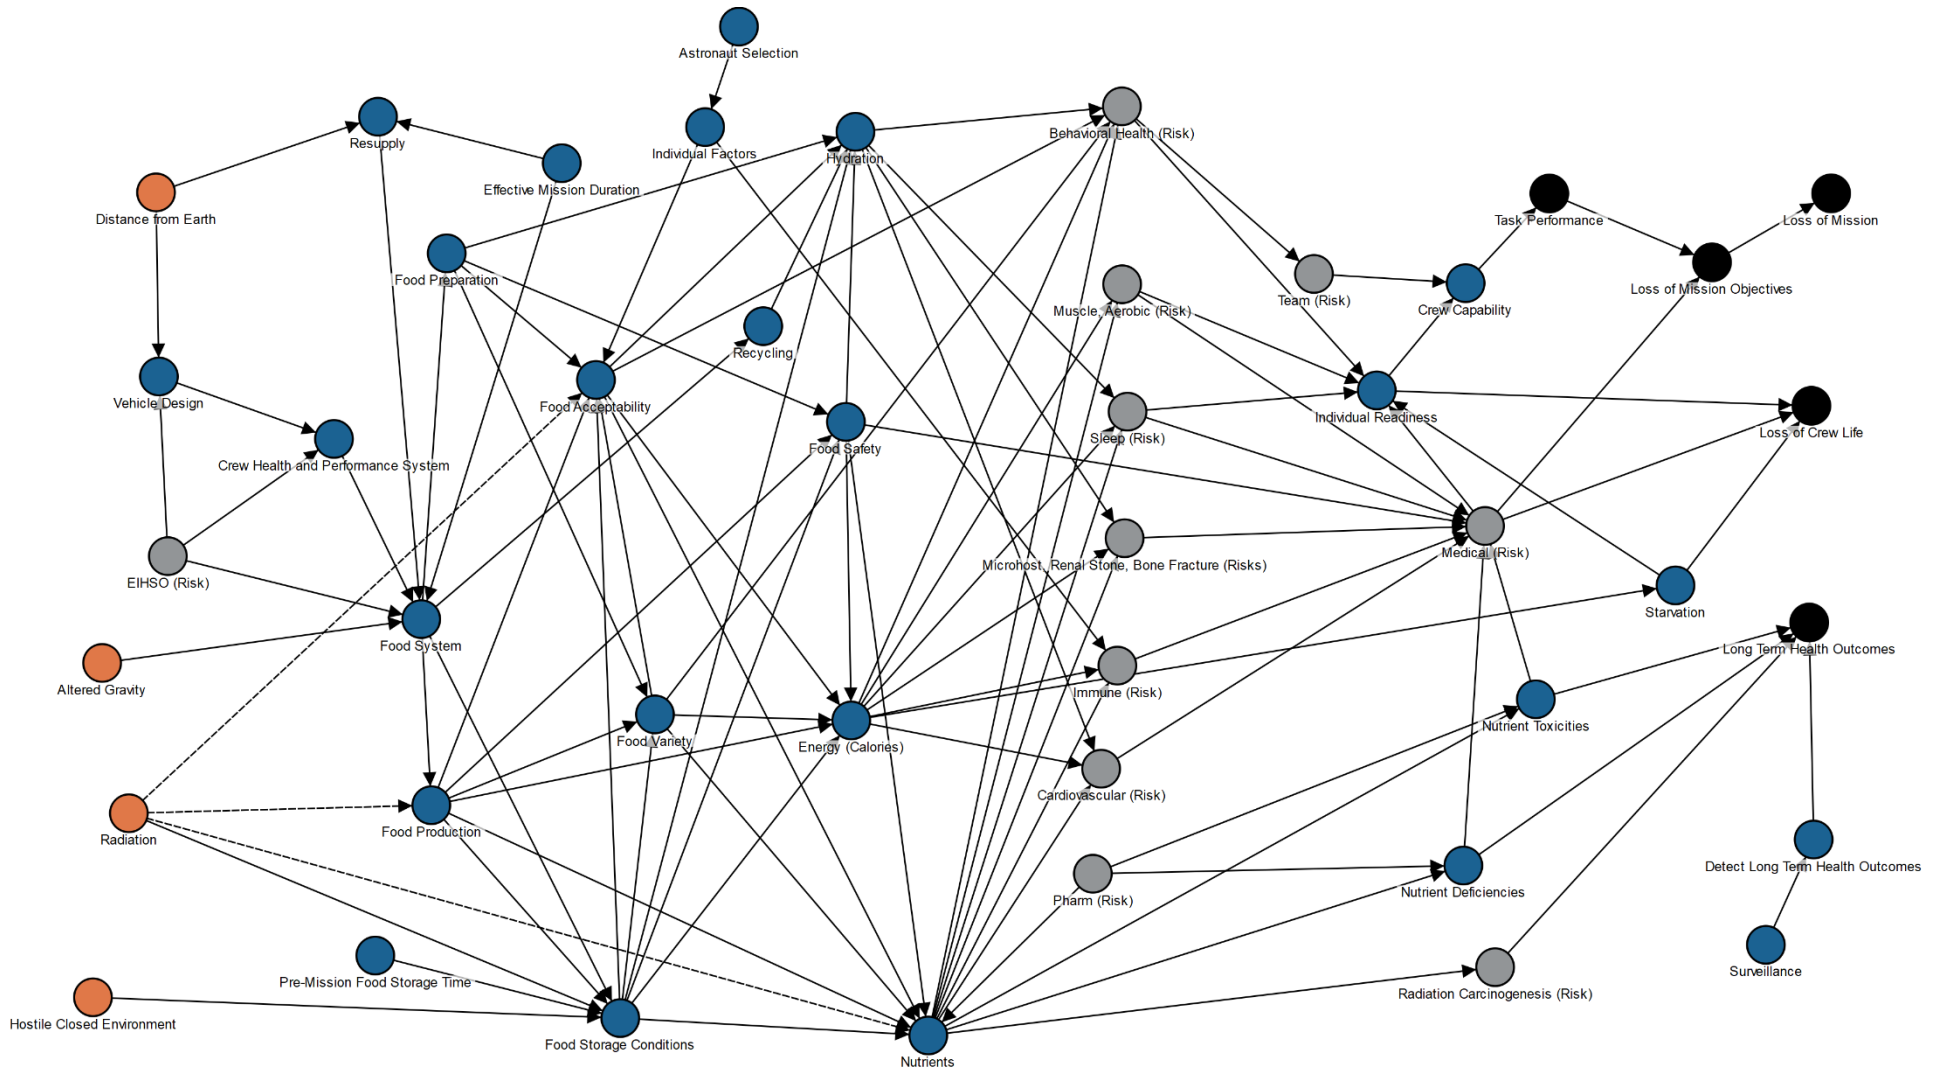 Astronaut Selection
Resupply
Individual Factors
Hydration
Behavioral Health (Risk)
Effective Mission Duration
Distance from Earth
Task Performance
Loss of Mission
Food Preparation
Muscle, Aerobic (Risk)
Team (Risk)
Crew Capability
Loss of Mission Objectives
Recycling
Vehicle Design
Food Acceptability
Individual Readiness
Loss of Crew Life
Sleep (Risk)
Food Safety
Crew Health and Performance System
Medical (Risk)
Microhost, Renal Stone, Bone Fracture (Risks)
EIHSO (Risk)
Starvation
Food System
Long Term Health Outcomes
Altered Gravity
Immune (Risk)
Nutrient Toxicities
Food Variety
Energy (Calories)
Cardiovascular (Risk)
Food Production
Radiation
Detect Long Term Health Outcomes
Nutrient Deficiencies
Pharm (Risk)
Surveillance
Pre-Mission Food Storage Time
Radiation Carcinogenesis (Risk)
Hostile Closed Environment
Food Storage Conditions
Nutrients